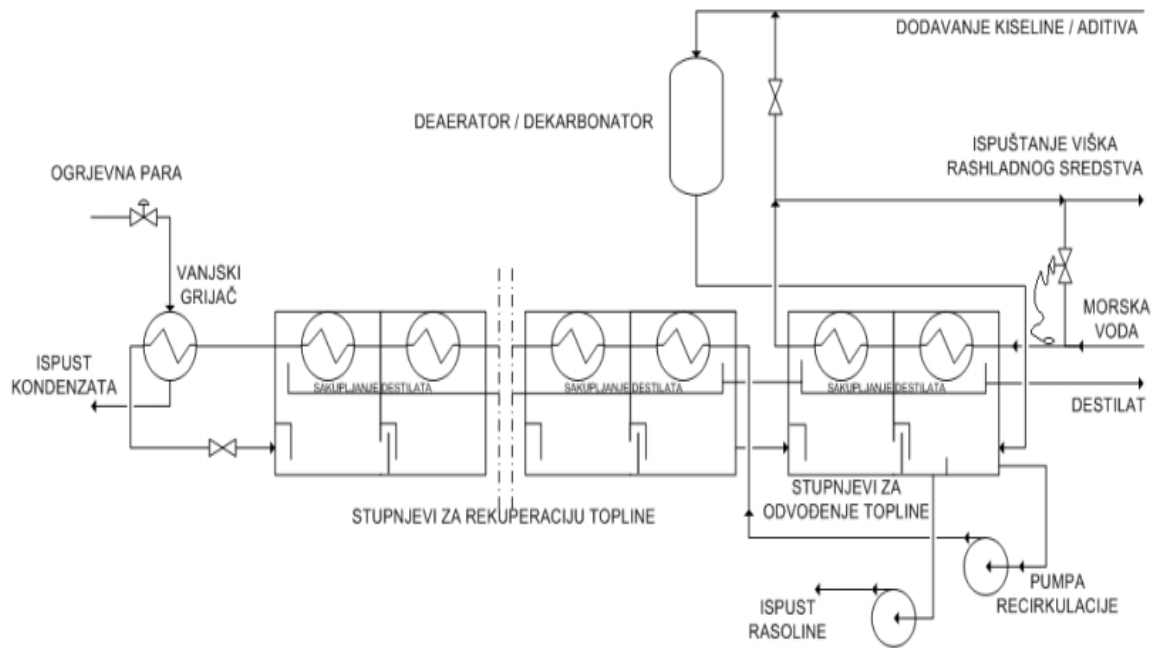 DODAVANJE KISELINE / ADITIVA
DEAERATOR / DEKARBONATOR
ISPUŠTANJE VIŠKA
RASHLADNOG SREDSTVA
OGRJEVNA PARA
VANJSKI
GRIJAČ
MORSKA
VODA
ISPUST
KONDENZATA
SAKUPLJANJE DESTILATA
SAKUPLJANJE DESTILATA
SAKUPLJANJE DESTILATA
DESTILAT
STUPNJEVI ZA REKUPERACIJU TOPLINE
STUPNJEVI ZA
ODVOĐENJE TOPLINE
PUMPA
RECIRKULACIJE
ISPUST
RASOLINE